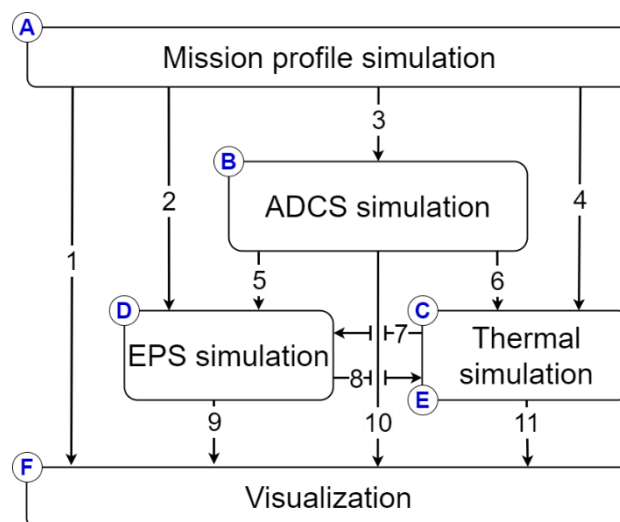 A
Mission profile simulation
3
B
2
ADCS simulation
4
1
5
6
D
C
EPS simulation
7
Thermal
simulation
8
E
9
10
11
F
Visualization